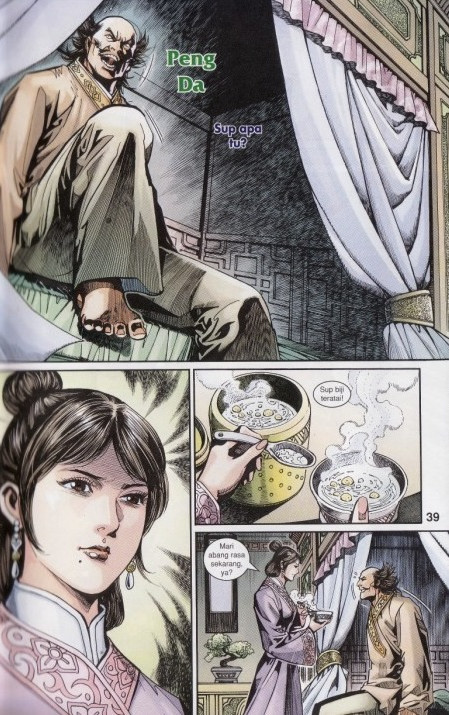 Peng
Da
Sup apa
tu?
Sup biji
teratai!
39
Mari
abang rasa
sekarang,
ya?